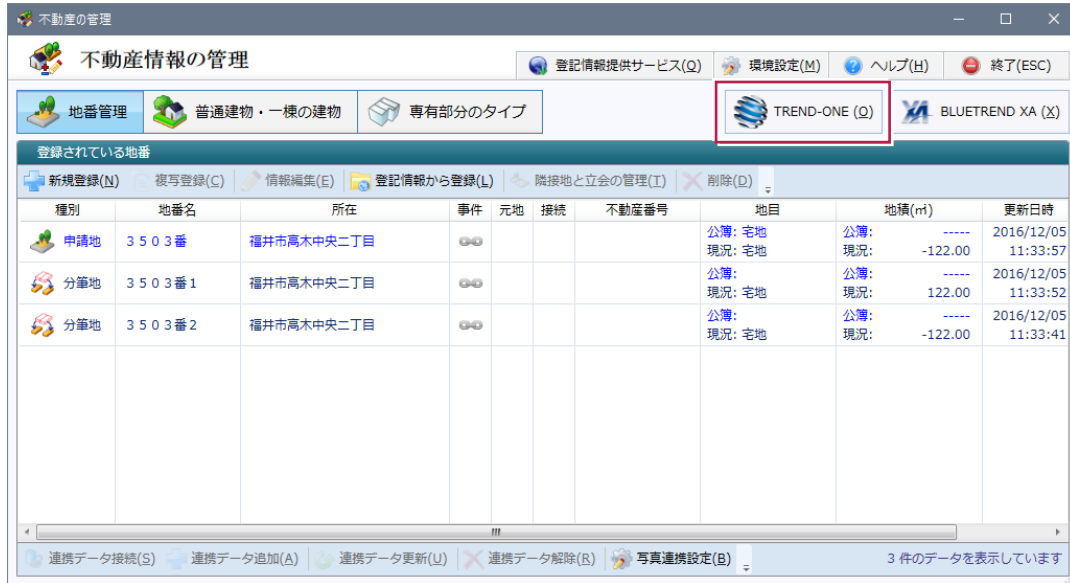 不動産の管理
不動産情報の管理
登記情報提供サービス(Q) 環境設定(M) ヘルプ(H) 終了(ESC)
地番管理 普通建物・一棟の建物 専有部分のタイプ TREND-ONE (O) BLUETREND XA (X)
登録されている地番
新規登録(N) 複写登録(C) 情報編集(E) 登記情報から登録(L) 隣接地と立会の管理(T) 削除(D)
種別 地番名 所在 事件 元地 接続 不動産番号 地目 地積(㎡) 更新日時
申請地 3503番 福井市高木中央二丁目 公簿: 宅地 公簿: ----- 2016/12/05
現況: 宅地 現況: -122.00 11:33:57
分筆地 3503番1 福井市高木中央二丁目 公簿: 公簿: ----- 2016/12/05
現況: 宅地 現況: 122.00 11:33:52
分筆地 3503番2 福井市高木中央二丁目 公簿: 公簿: ----- 2016/12/05
現況: 宅地 現況: -122.00 11:33:41
連携データ接続(S) 連携データ追加(A) 連携データ更新(U) 連携データ解除(R) 写真連携設定(B) 3 件のデータを表示しています